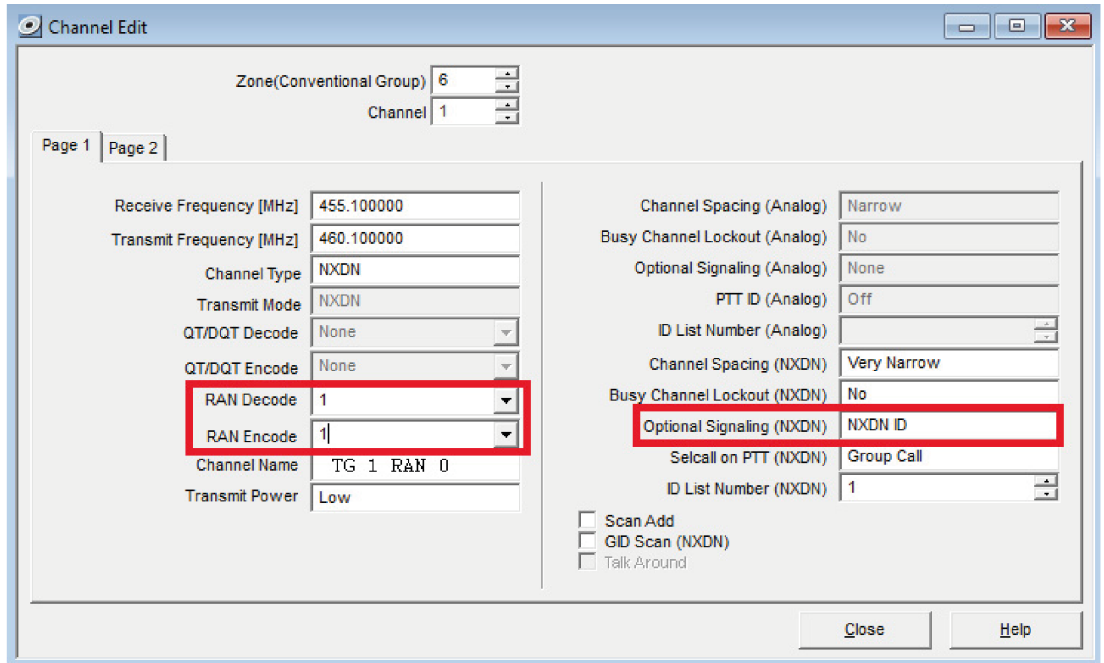 Channel Edit
Zone(Conventional Group) 6
Channel 1
Page 1 Page 2
Receive Frequency [MHz] 455.100000
Transmit Frequency [MHz] 460.100000
Channel Type NXDN
Transmit Mode NXDN
QT/DQT Decode None
QT/DQT Encode None
RAN Decode 1
RAN Encode 1
Channel Name TG 1 RAN 0
Transmit Power Low
Channel Spacing (Analog) Narrow
Busy Channel Lockout (Analog) No
Optional Signaling (Analog) None
PTT ID (Analog) Off
ID List Number (Analog)
Channel Spacing (NXDN) Very Narrow
Busy Channel Lockout (NXDN) No
Optional Signaling (NXDN) NXDN ID
Selcall on PTT (NXDN) Group Call
ID List Number (NXDN) 1
Scan Add
GID Scan (NXDN)
Talk Around
Close Help